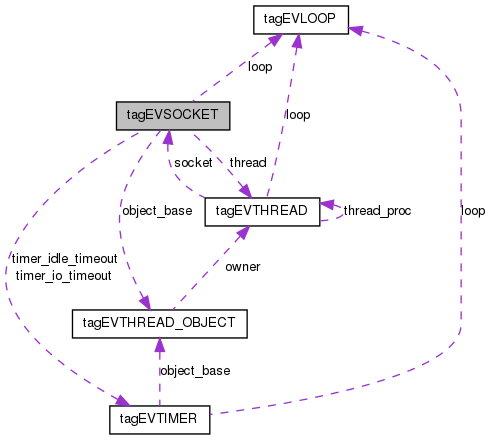 tagEVLOOP
loop
tagEVSOCKET
loop
socket
thread
object_base
tagEVTHREAD
thread_proc
loop
timer_idle_timeout
timer_io_timeout
owner
tagEVTHREAD_OBJECT
object_base
tagEVTIMER